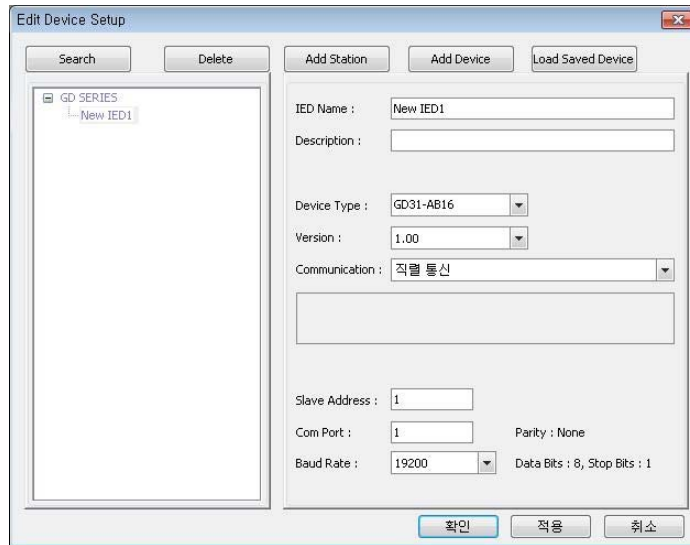 Edit Device Setup
Search
Delete
Add Station
Add Device
Load Saved Device
GD SERIES
New IED1
IED Name :
New IED1
Description :
Device Type :
GD31-AB16
Version :
1.00
Communication :
직렬 통신
Slave Address :
1
Com Port :
1
Parity : None
Baud Rate :
19200
Data Bits : 8, Stop Bits : 1
확인
적용
취소